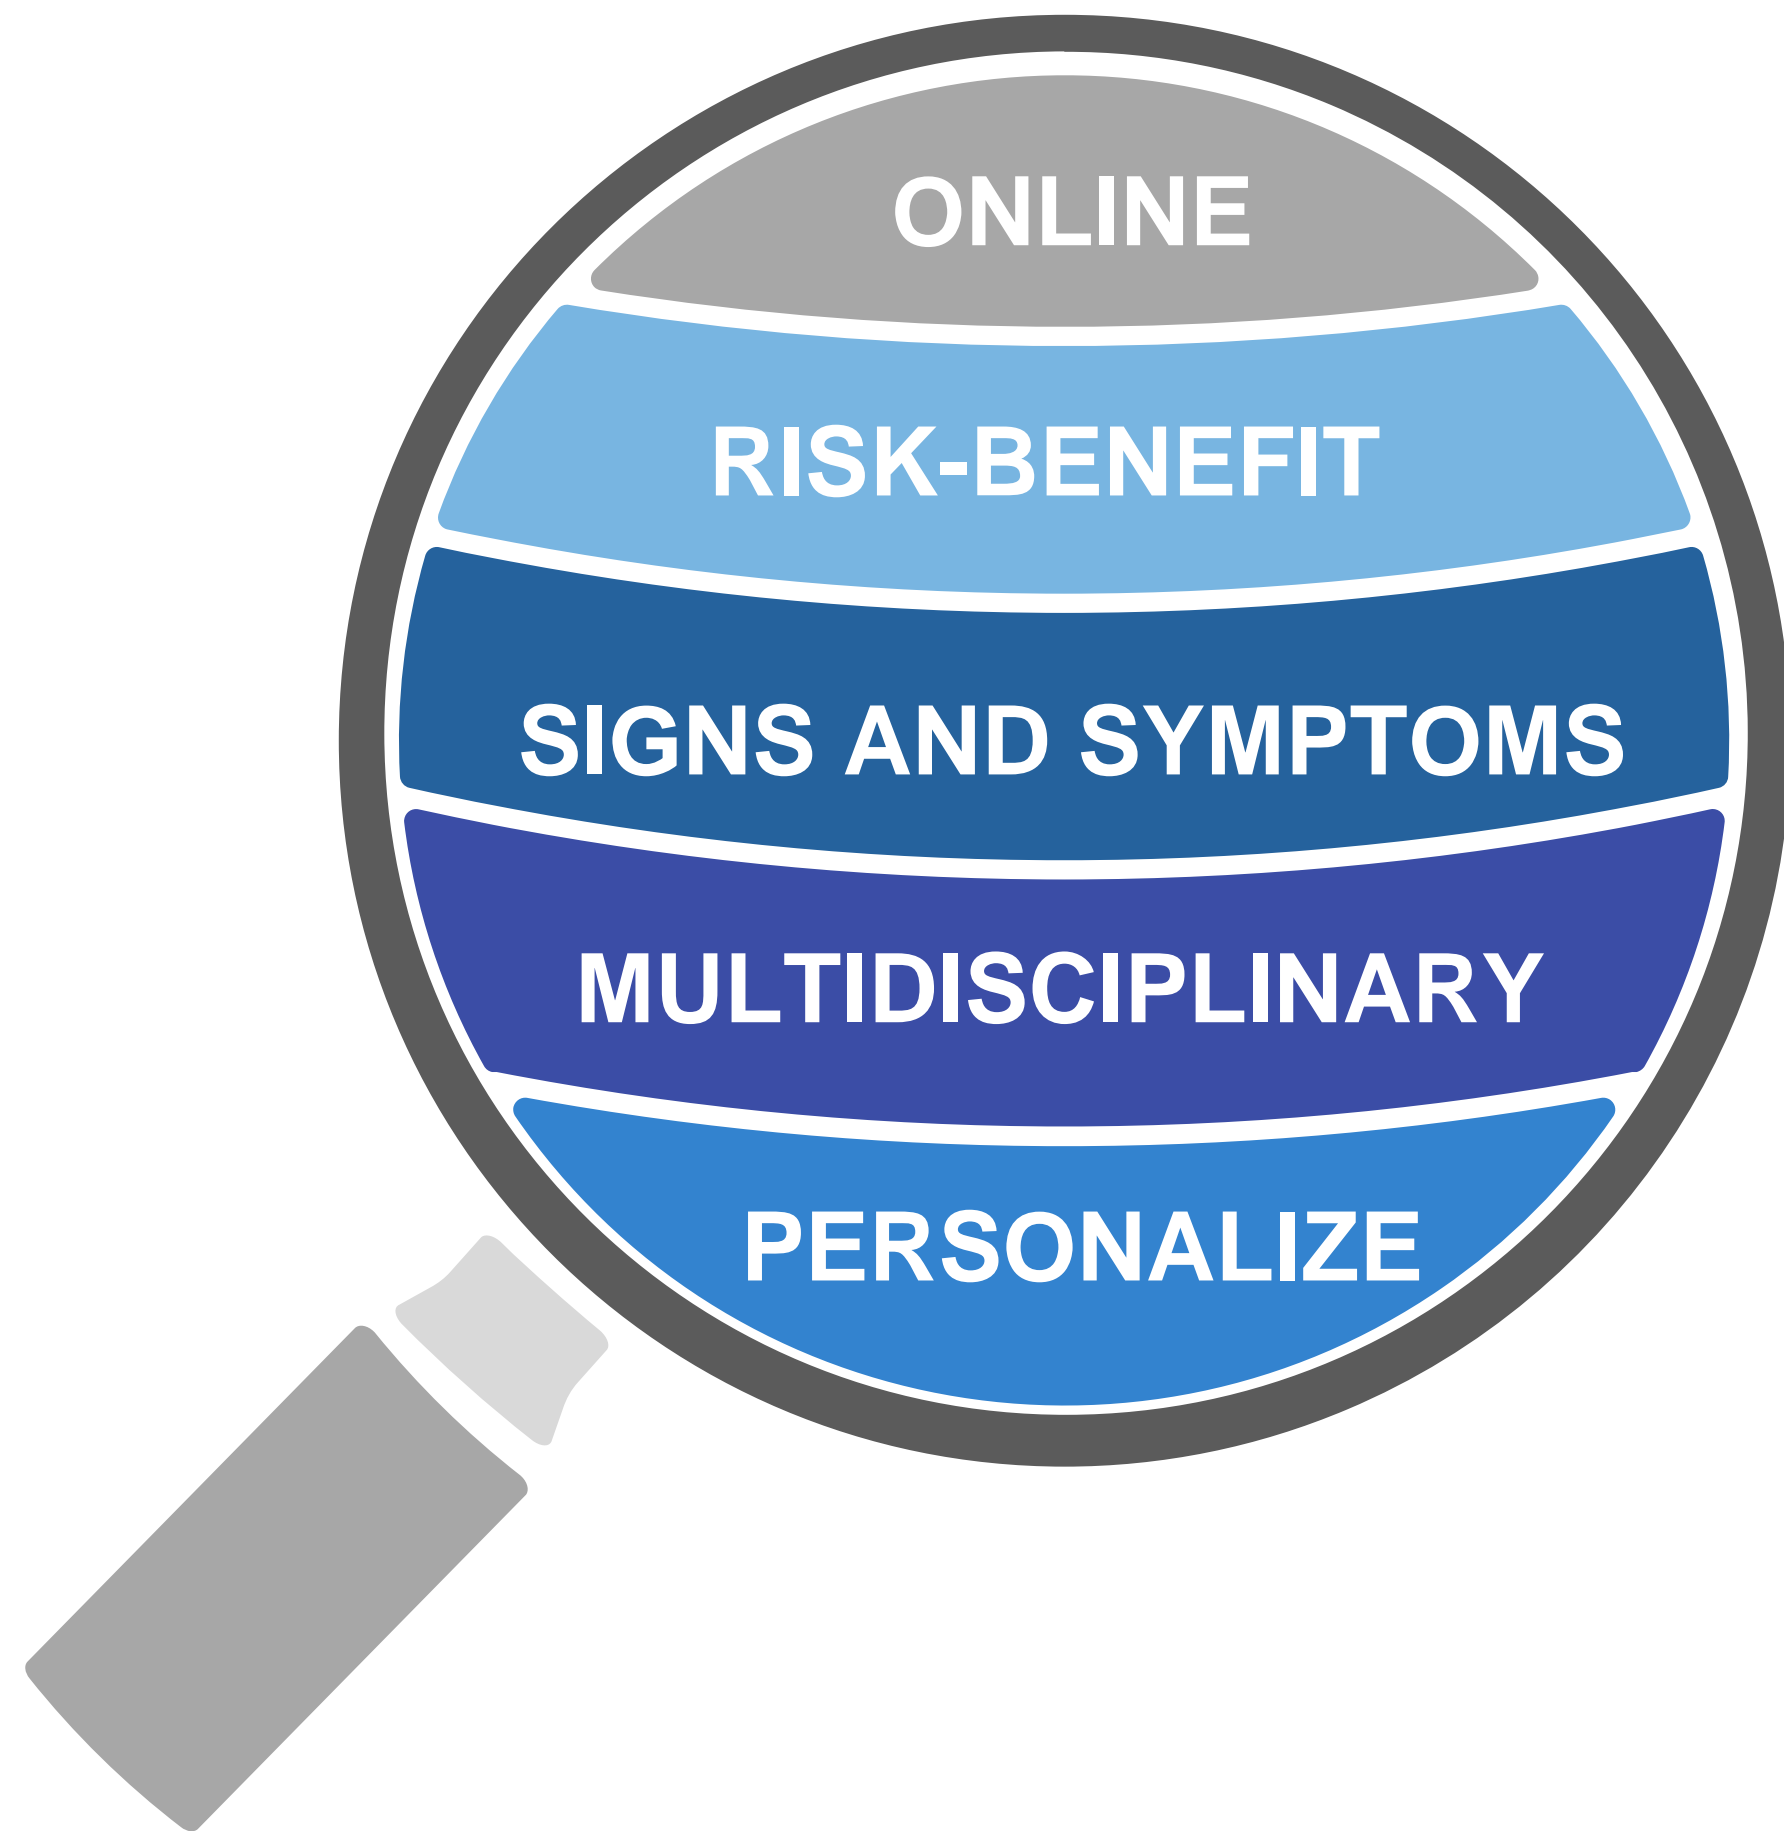 ONLINE
RISK-BENEFIT
SIGNS AND SYMPTOMS
MULTIDISCIPLINARY
PERSONALIZE